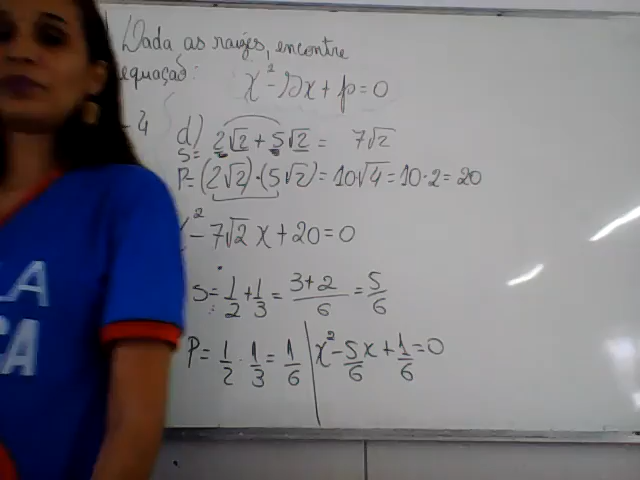 Dada as raízes, encontre
equação:
x² - Sx + p = 0
4
d)
S = 2√2 + 5√2 = 7√2
P = (2√2)·(5√2) = 10√4 = 10·2 = 20
² - 7√2 x + 20 = 0
S = 1/2 + 1/3 = 3+2/6 = 5/6
P = 1/2 · 1/3 = 1/6 | x² - 5/6 x + 1/6 = 0
LA
CA